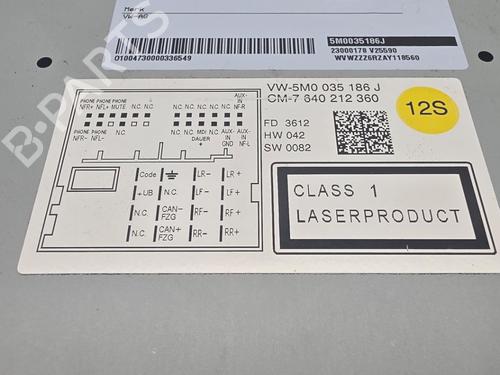 Merk
VW-AG
01004730000336549
5M0035186J
23000178 V25590
WVWZZZ6RZAY118560
VW-5M0 035 186 J
CM-7 640 212 360
FD 3612
HW 042
SW 0082
12S
CLASS 1
LASERPRODUCT
PHONE PHONE PHONE N.C. N.C. N.C. N.C. N.C. AUX-IN
NFR+ NFL+ MUTE NF-R
PHONE PHONE N.C. N.C. N.C. N.C. MDI AUX- AUX-
NFR- NFL- DAUER IN IN
+ GND NF-L
Code LR- LR+
+UB N.C. LF- LF+
N.C. CAN- RF- RF+
FZG
N.C. CAN+ RR- RR+
FZG
B-PARTS